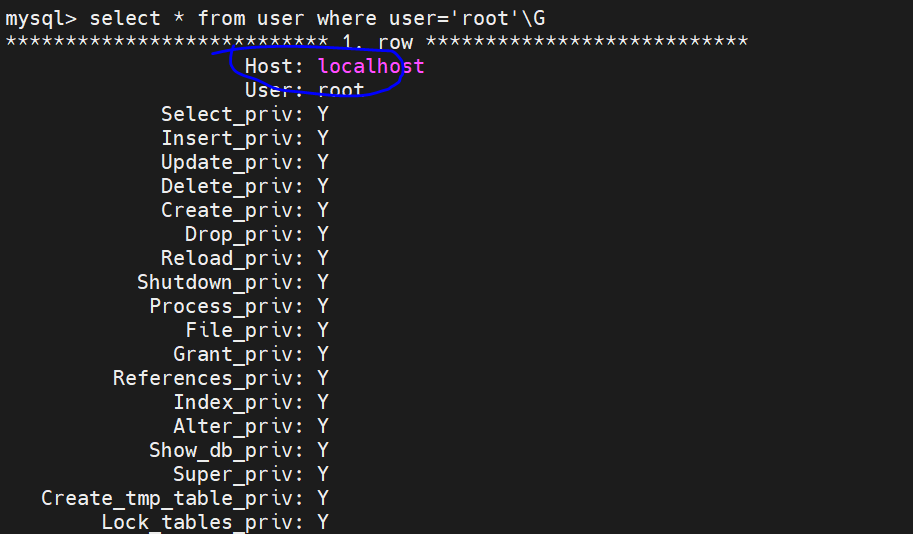 mysql> select * from user where user='root'\G
*************************** 1. row ***************************
Host: localhost
User: root
Select_priv: Y
Insert_priv: Y
Update_priv: Y
Delete_priv: Y
Create_priv: Y
Drop_priv: Y
Reload_priv: Y
Shutdown_priv: Y
Process_priv: Y
File_priv: Y
Grant_priv: Y
References_priv: Y
Index_priv: Y
Alter_priv: Y
Show_db_priv: Y
Super_priv: Y
Create_tmp_table_priv: Y
Lock_tables_priv: Y